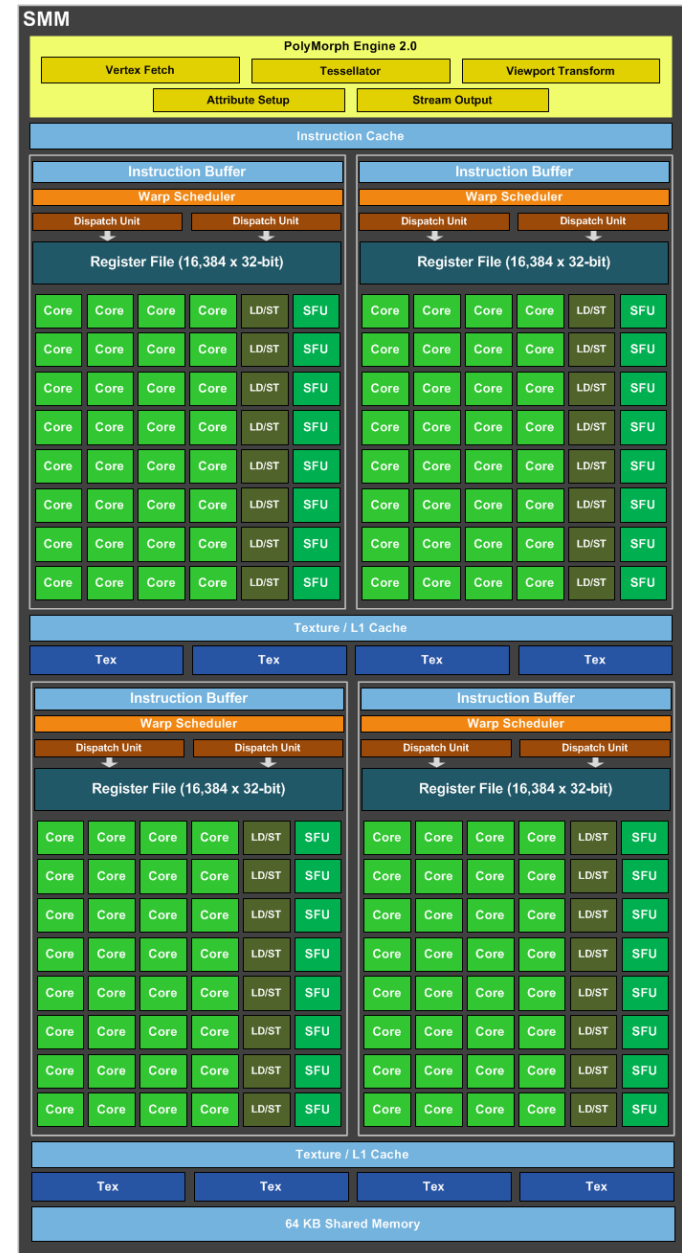 SMM
PolyMorph Engine 2.0
Vertex Fetch Tessellator Viewport Transform
Attribute Setup Stream Output
Instruction Cache
Instruction Buffer Instruction Buffer
Warp Scheduler Warp Scheduler
Dispatch Unit Dispatch Unit Dispatch Unit Dispatch Unit
Register File (16,384 x 32-bit) Register File (16,384 x 32-bit)
Core Core Core Core LD/ST SFU Core Core Core Core LD/ST SFU
Core Core Core Core LD/ST SFU Core Core Core Core LD/ST SFU
Core Core Core Core LD/ST SFU Core Core Core Core LD/ST SFU
Core Core Core Core LD/ST SFU Core Core Core Core LD/ST SFU
Core Core Core Core LD/ST SFU Core Core Core Core LD/ST SFU
Core Core Core Core LD/ST SFU Core Core Core Core LD/ST SFU
Core Core Core Core LD/ST SFU Core Core Core Core LD/ST SFU
Core Core Core Core LD/ST SFU Core Core Core Core LD/ST SFU
Texture / L1 Cache
Tex Tex Tex Tex
Instruction Buffer Instruction Buffer
Warp Scheduler Warp Scheduler
Dispatch Unit Dispatch Unit Dispatch Unit Dispatch Unit
Register File (16,384 x 32-bit) Register File (16,384 x 32-bit)
Core Core Core Core LD/ST SFU Core Core Core Core LD/ST SFU
Core Core Core Core LD/ST SFU Core Core Core Core LD/ST SFU
Core Core Core Core LD/ST SFU Core Core Core Core LD/ST SFU
Core Core Core Core LD/ST SFU Core Core Core Core LD/ST SFU
Core Core Core Core LD/ST SFU Core Core Core Core LD/ST SFU
Core Core Core Core LD/ST SFU Core Core Core Core LD/ST SFU
Core Core Core Core LD/ST SFU Core Core Core Core LD/ST SFU
Core Core Core Core LD/ST SFU Core Core Core Core LD/ST SFU
Texture / L1 Cache
Tex Tex Tex Tex
64 KB Shared Memory